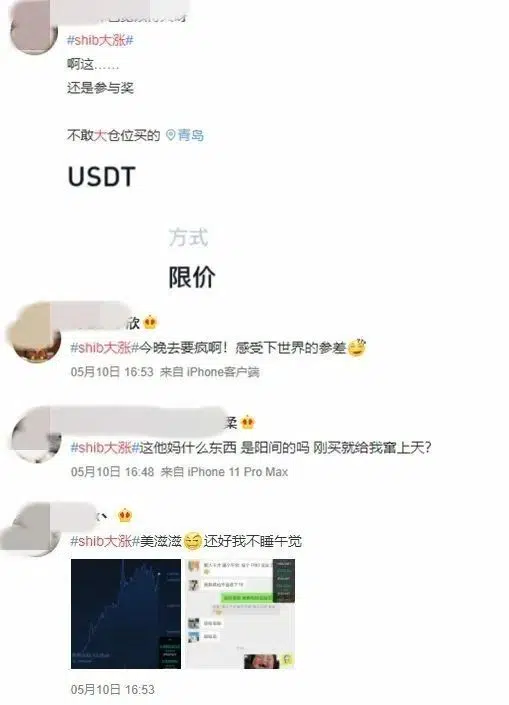 #shib大涨#
啊这……
还是参与奖
不敢大仓位买的 青岛
USDT
方式
限价
欣
#shib大涨#今晚去要疯啊！感受下世界的参差
05月10日 16:53 来自 iPhone客户端
柔
#shib大涨#这他妈什么东西 是阳间的吗 刚买就给我窜上天？
05月10日 16:48 来自 iPhone 11 Pro Max
#shib大涨#美滋滋还好我不睡午觉
05月10日 16:53